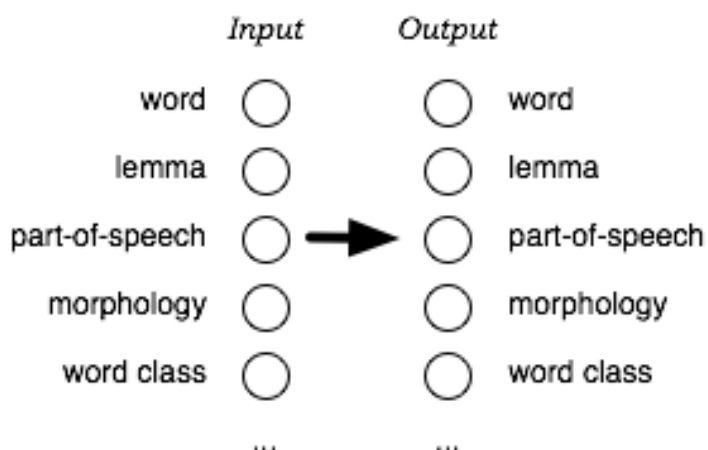 Input Output
word word
lemma lemma
part-of-speech part-of-speech
morphology morphology
word class word class
... ...